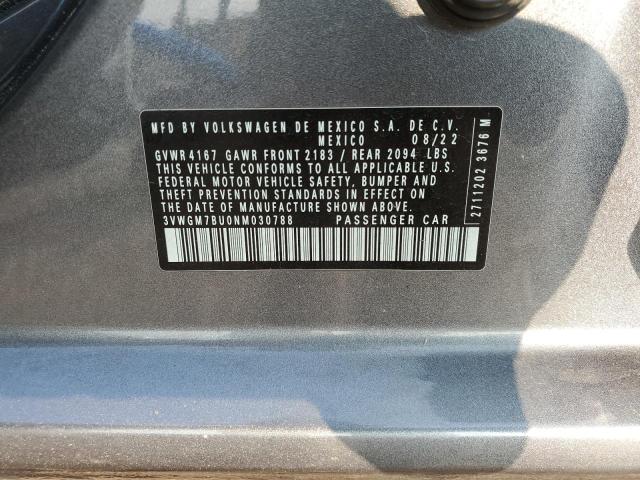 MFD BY VOLKSWAGEN DE MEXICO S.A. DE C.V.
MEXICO 08/22
GVWR 4167 GAWR FRONT 2183 / REAR 2094 LBS
THIS VEHICLE CONFORMS TO ALL APPLICABLE U.S.
FEDERAL MOTOR VEHICLE SAFETY, BUMPER AND
THEFT PREVENTION STANDARDS IN EFFECT ON
THE DATE OF MANUFACTURE SHOWN ABOVE.
3VWGM7BU0NM030788 PASSENGER CAR
27111202 3676 M